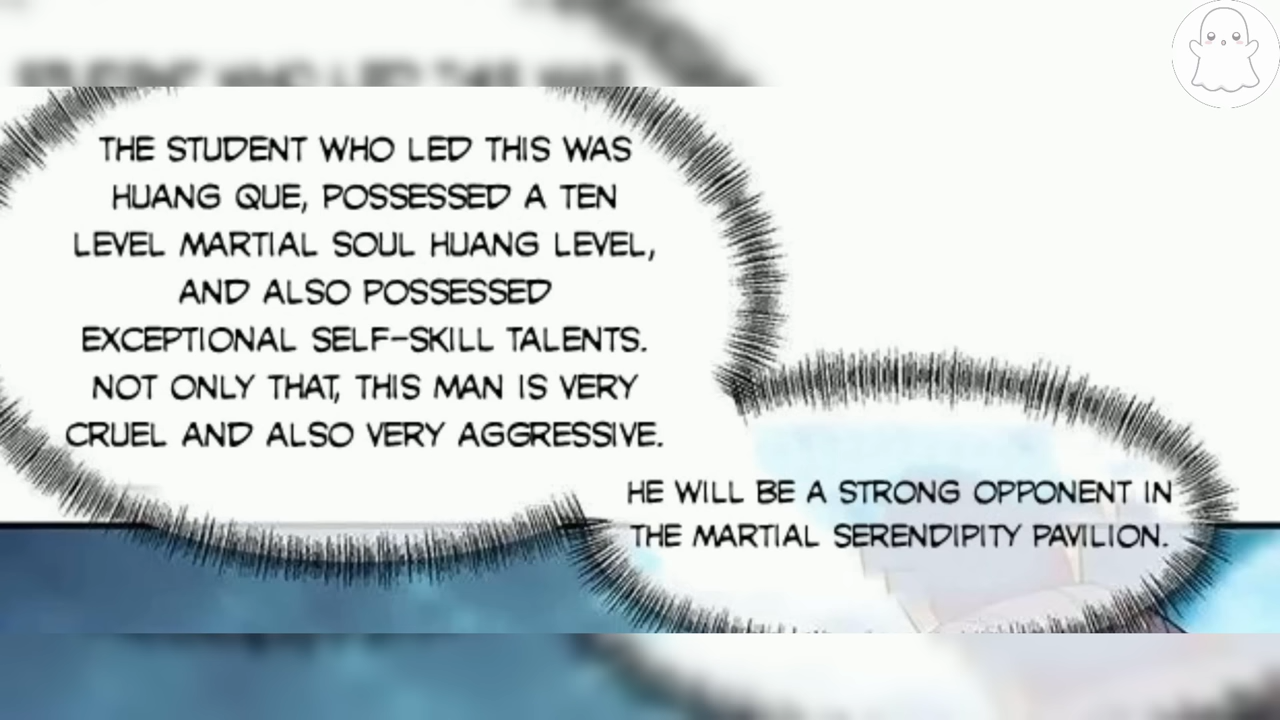 THE STUDENT WHO LED THIS WAS
HUANG QUE, POSSESSED A TEN
LEVEL MARTIAL SOUL HUANG LEVEL,
AND ALSO POSSESSED
EXCEPTIONAL SELF-SKILL TALENTS.
NOT ONLY THAT, THIS MAN IS VERY
CRUEL AND ALSO VERY AGGRESSIVE.
HE WILL BE A STRONG OPPONENT IN
THE MARTIAL SERENDIPITY PAVILION.